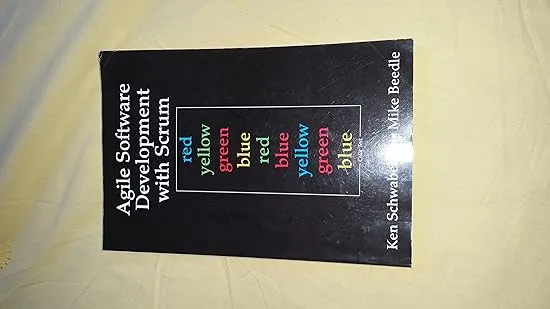 Agile Software
Development
with Scrum
red
yellow
green
blue
red
blue
yellow
green
blue
Ken Schwaber
Mike Beedle